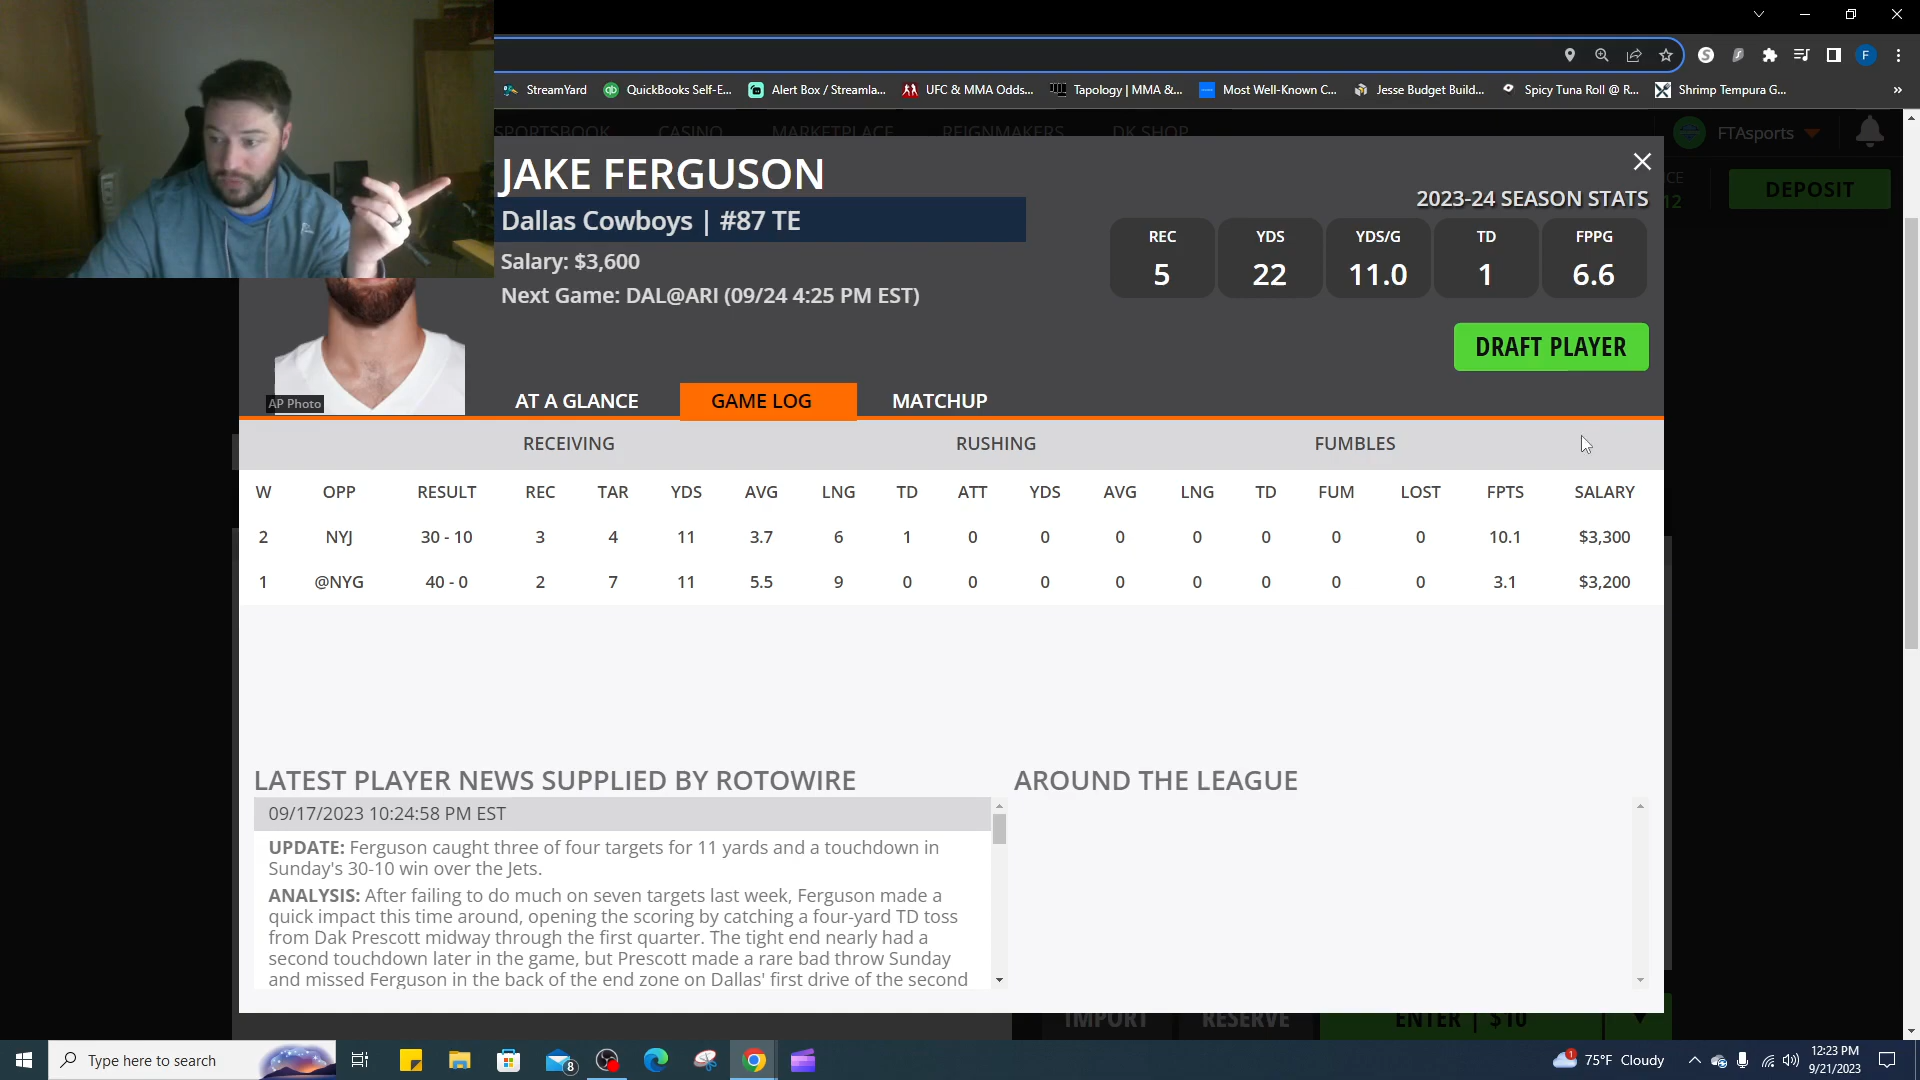 StreamYard
QuickBooks Self-E...
Alert Box / Streamla...
UFC & MMA Odds...
Tapology | MMA &...
Most Well-Known C...
Jesse Budget Build...
Spicy Tuna Roll @ R...
Shrimp Tempura G...
»
F
SPORTSBOOK CASINO MARKETPLACE REIGNMAKERS DK SHOP
FTAsports
JAKE FERGUSON
Dallas Cowboys | #87 TE
Salary: $3,600
Next Game: DAL@ARI (09/24 4:25 PM EST)
2023-24 SEASON STATS
CE
12
DEPOSIT
REC YDS YDS/G TD FPPG
5 22 11.0 1 6.6
DRAFT PLAYER
AP Photo
AT A GLANCE GAME LOG MATCHUP
RECEIVING RUSHING FUMBLES
W OPP RESULT REC TAR YDS AVG LNG TD ATT YDS AVG LNG TD FUM LOST FPTS SALARY
2 NYJ 30 - 10 3 4 11 3.7 6 1 0 0 0 0 0 0 0 10.1 $3,300
1 @NYG 40 - 0 2 7 11 5.5 9 0 0 0 0 0 0 0 0 3.1 $3,200
LATEST PLAYER NEWS SUPPLIED BY ROTOWIRE
AROUND THE LEAGUE
09/17/2023 10:24:58 PM EST
UPDATE: Ferguson caught three of four targets for 11 yards and a touchdown in
Sunday's 30-10 win over the Jets.
ANALYSIS: After failing to do much on seven targets last week, Ferguson made a
quick impact this time around, opening the scoring by catching a four-yard TD toss
from Dak Prescott midway through the first quarter. The tight end nearly had a
second touchdown later in the game, but Prescott made a rare bad throw Sunday
and missed Ferguson in the back of the end zone on Dallas' first drive of the second
IMPORT RESERVE ENTER | $10
Type here to search
8
1
75°F Cloudy
12:23 PM
9/21/2023